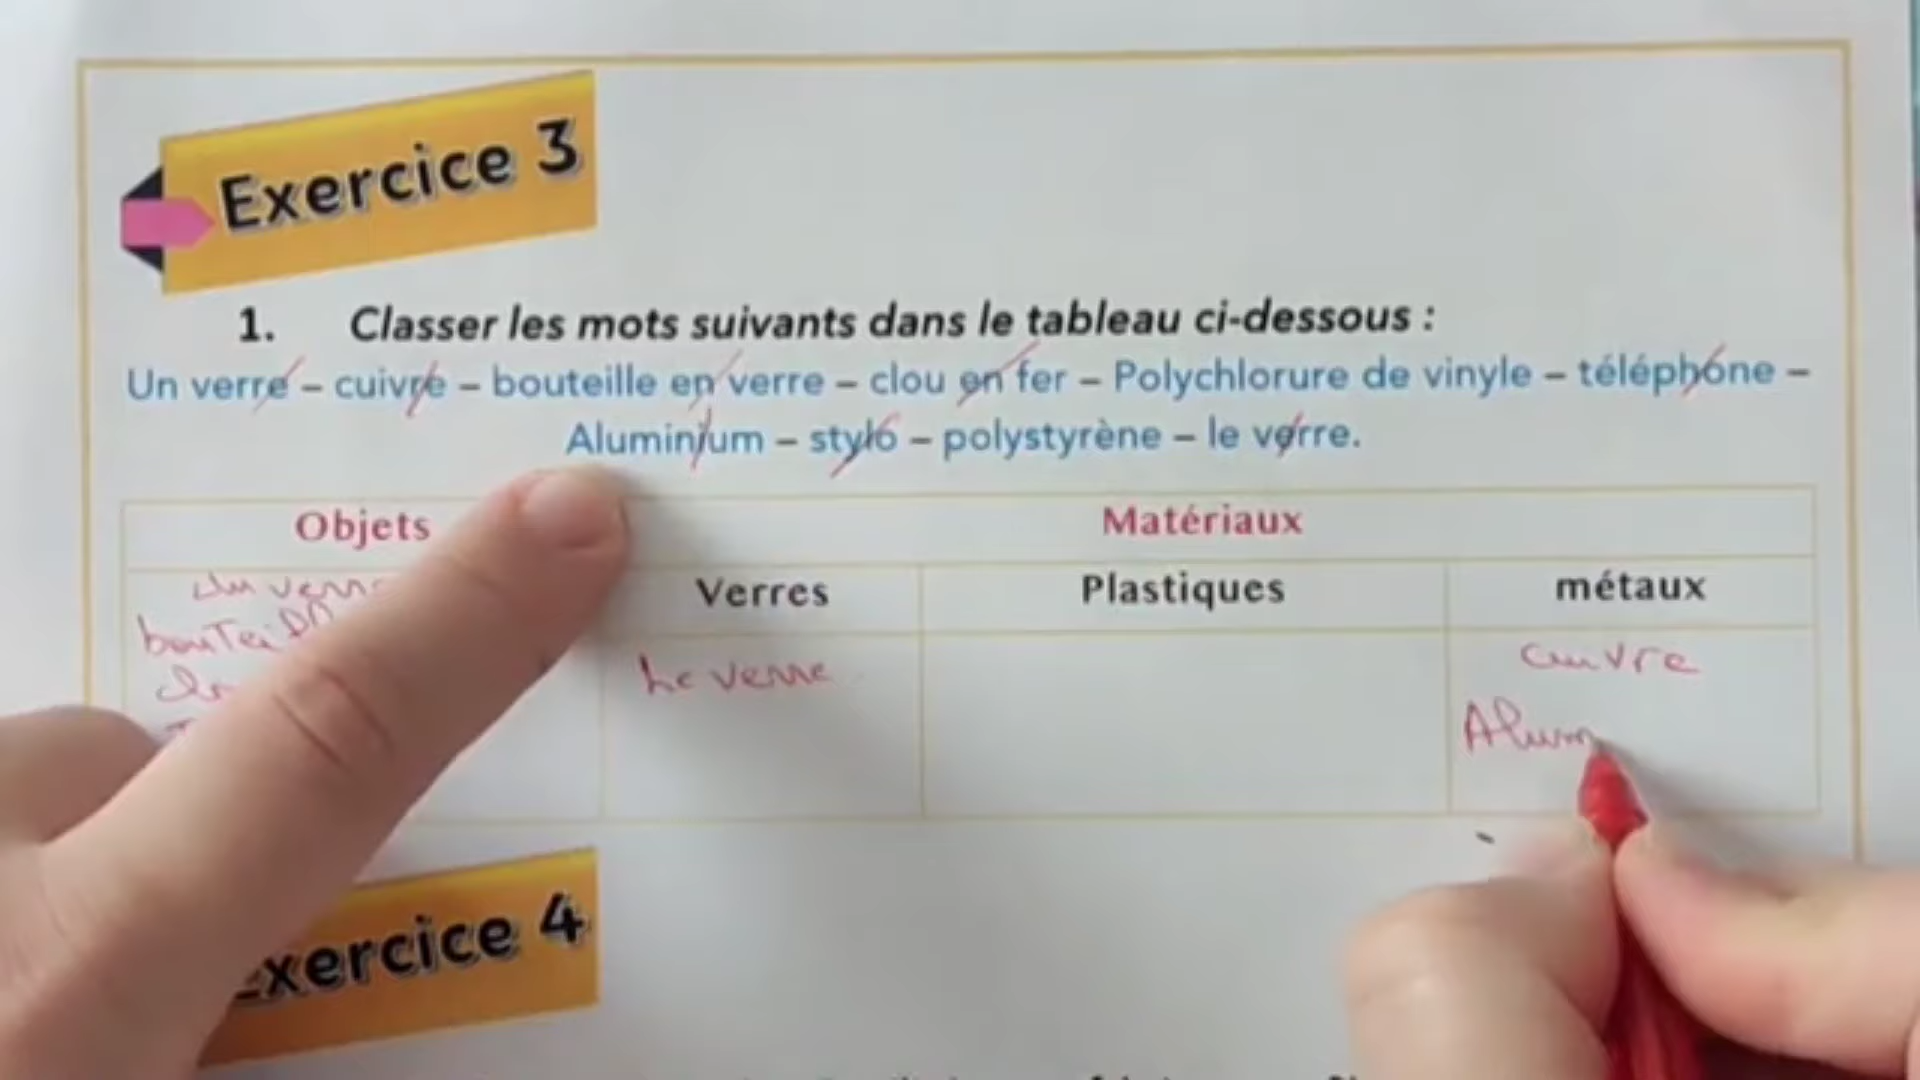 Exercice 3
1. Classer les mots suivants dans le tableau ci-dessous :
Un verre – cuivre – bouteille en verre – clou en fer – Polychlorure de vinyle – téléphone –
Aluminium – stylo – polystyrène – le verre.
Objets Matériaux
Verres Plastiques métaux
un verre
Le verre
cuivre
Alum
Exercice 4